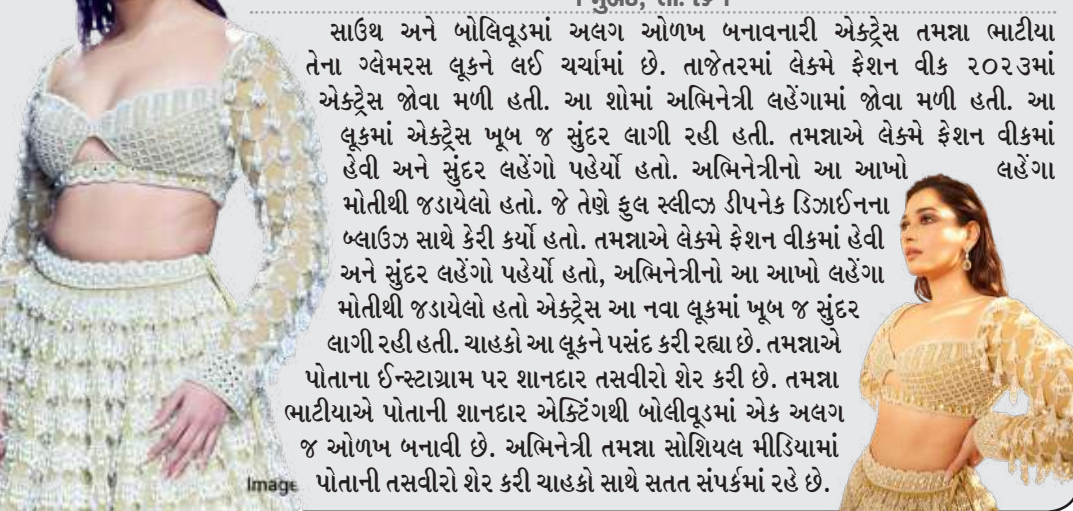 સાઉથ અને બોલિવૂડમાં અલગ ઓળખ બનાવનારી એક્ટ્રેસ તમન્ના ભાટીયા
તેના ગ્લેમરસ લૂકને લઈ ચર્ચામાં છે. તાજેતરમાં લેક્મે ફેશન વીક ૨૦૨૩માં
એક્ટ્રેસ જોવા મળી હતી. આ શોમાં અભિનેત્રી લહેંગામાં જોવા મળી હતી. આ
લૂકમાં એક્ટ્રેસ ખૂબ જ સુંદર લાગી રહી હતી. તમન્નાએ લેક્મે ફેશન વીકમાં
હેવી અને સુંદર લહેંગો પહેર્યો હતો. અભિનેત્રીનો આ આખો લહેંગા
મોતીથી જડાયેલો હતો. જે તેણે ફુલ સ્લીવ્ઝ ડીપનેક ડિઝાઈનના
બ્લાઉઝ સાથે કેરી કર્યો હતો. તમન્નાએ લેક્મે ફેશન વીકમાં હેવી
અને સુંદર લહેંગો પહેર્યો હતો, અભિનેત્રીનો આ આખો લહેંગા
મોતીથી જડાયેલો હતો એક્ટ્રેસ આ નવા લૂકમાં ખૂબ જ સુંદર
લાગી રહી હતી. ચાહકો આ લૂકને પસંદ કરી રહ્યા છે. તમન્નાએ
પોતાના ઈન્સ્ટાગ્રામ પર શાનદાર તસવીરો શેર કરી છે. તમન્ના
ભાટીયાએ પોતાની શાનદાર એક્ટિંગથી બોલીવૂડમાં એક અલગ
જ ઓળખ બનાવી છે. અભિનેત્રી તમન્ના સોશિયલ મીડિયામાં
પોતાની તસવીરો શેર કરી ચાહકો સાથે સતત સંપર્કમાં રહે છે.
Image